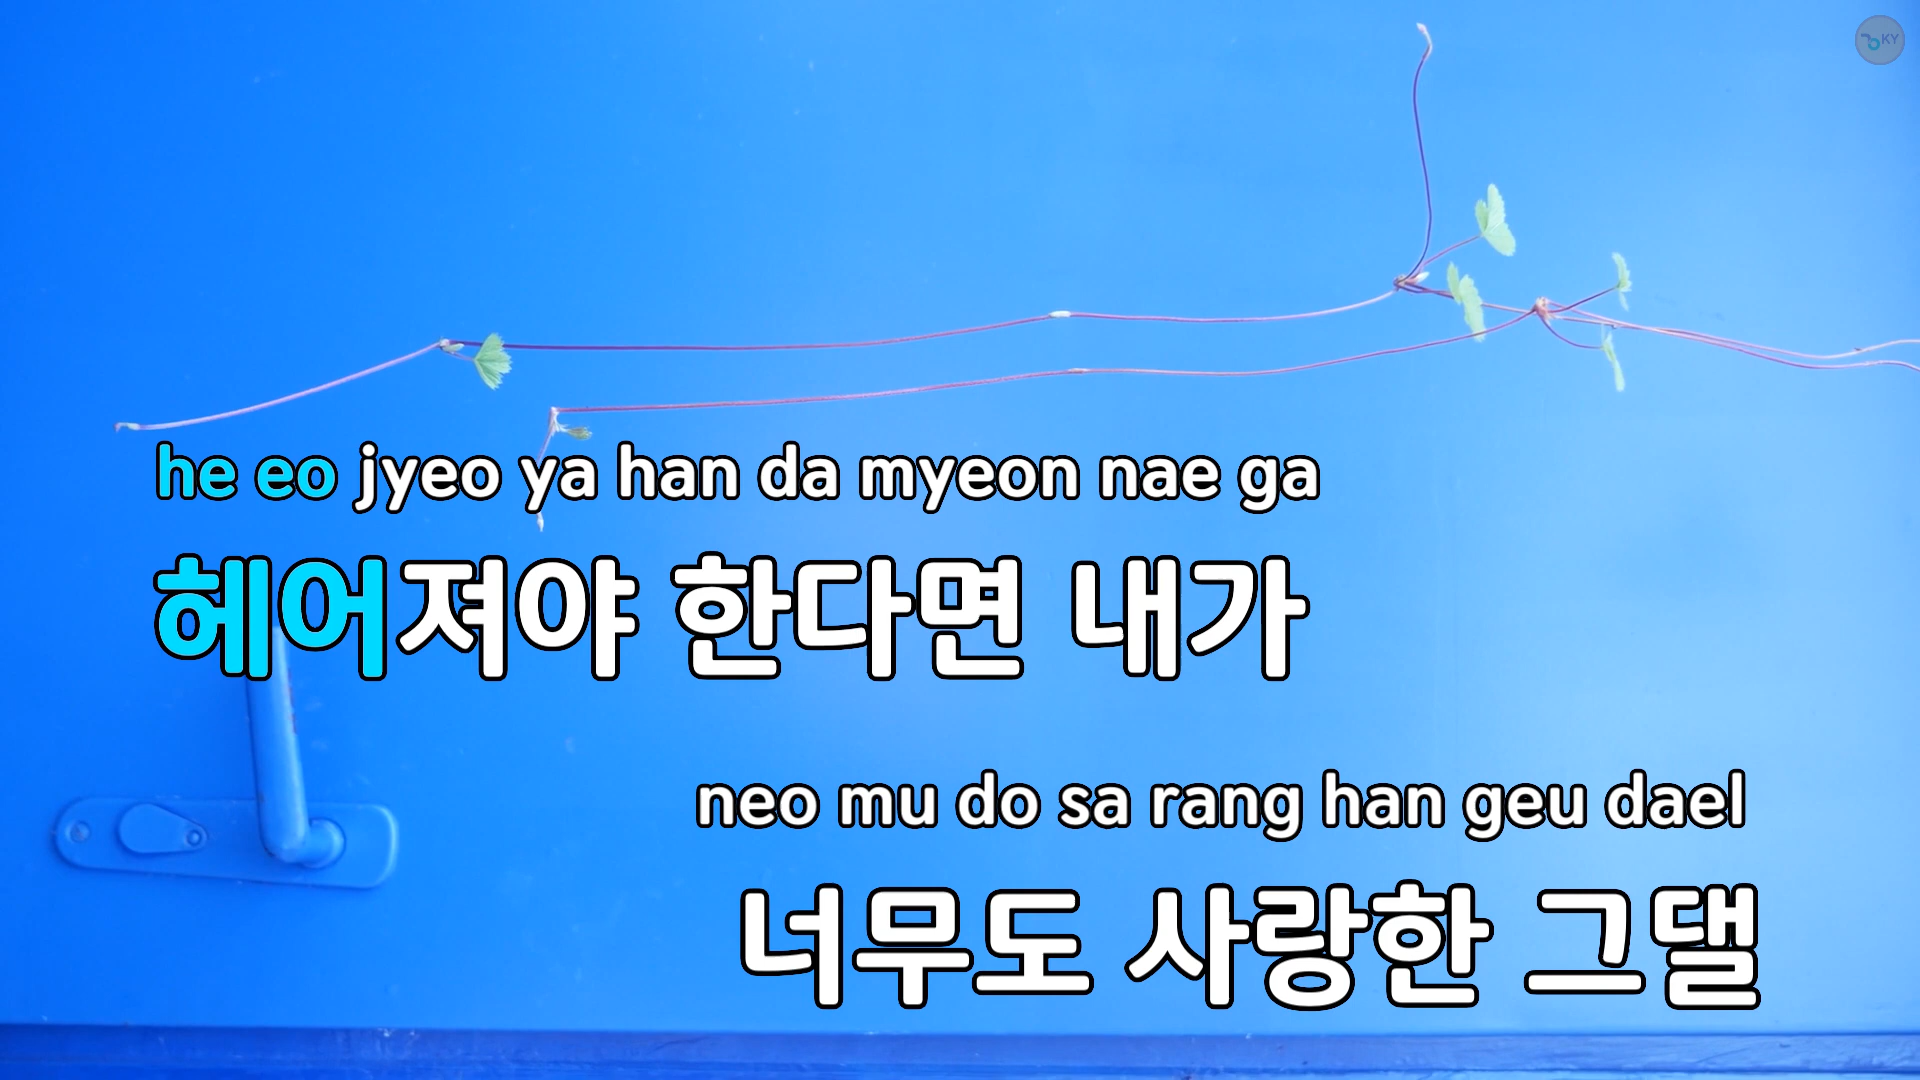 KY
he eo jyeo ya han da myeon nae ga
헤어져야 한다면 내가
neo mu do sa rang han geu dael
너무도 사랑한 그댈